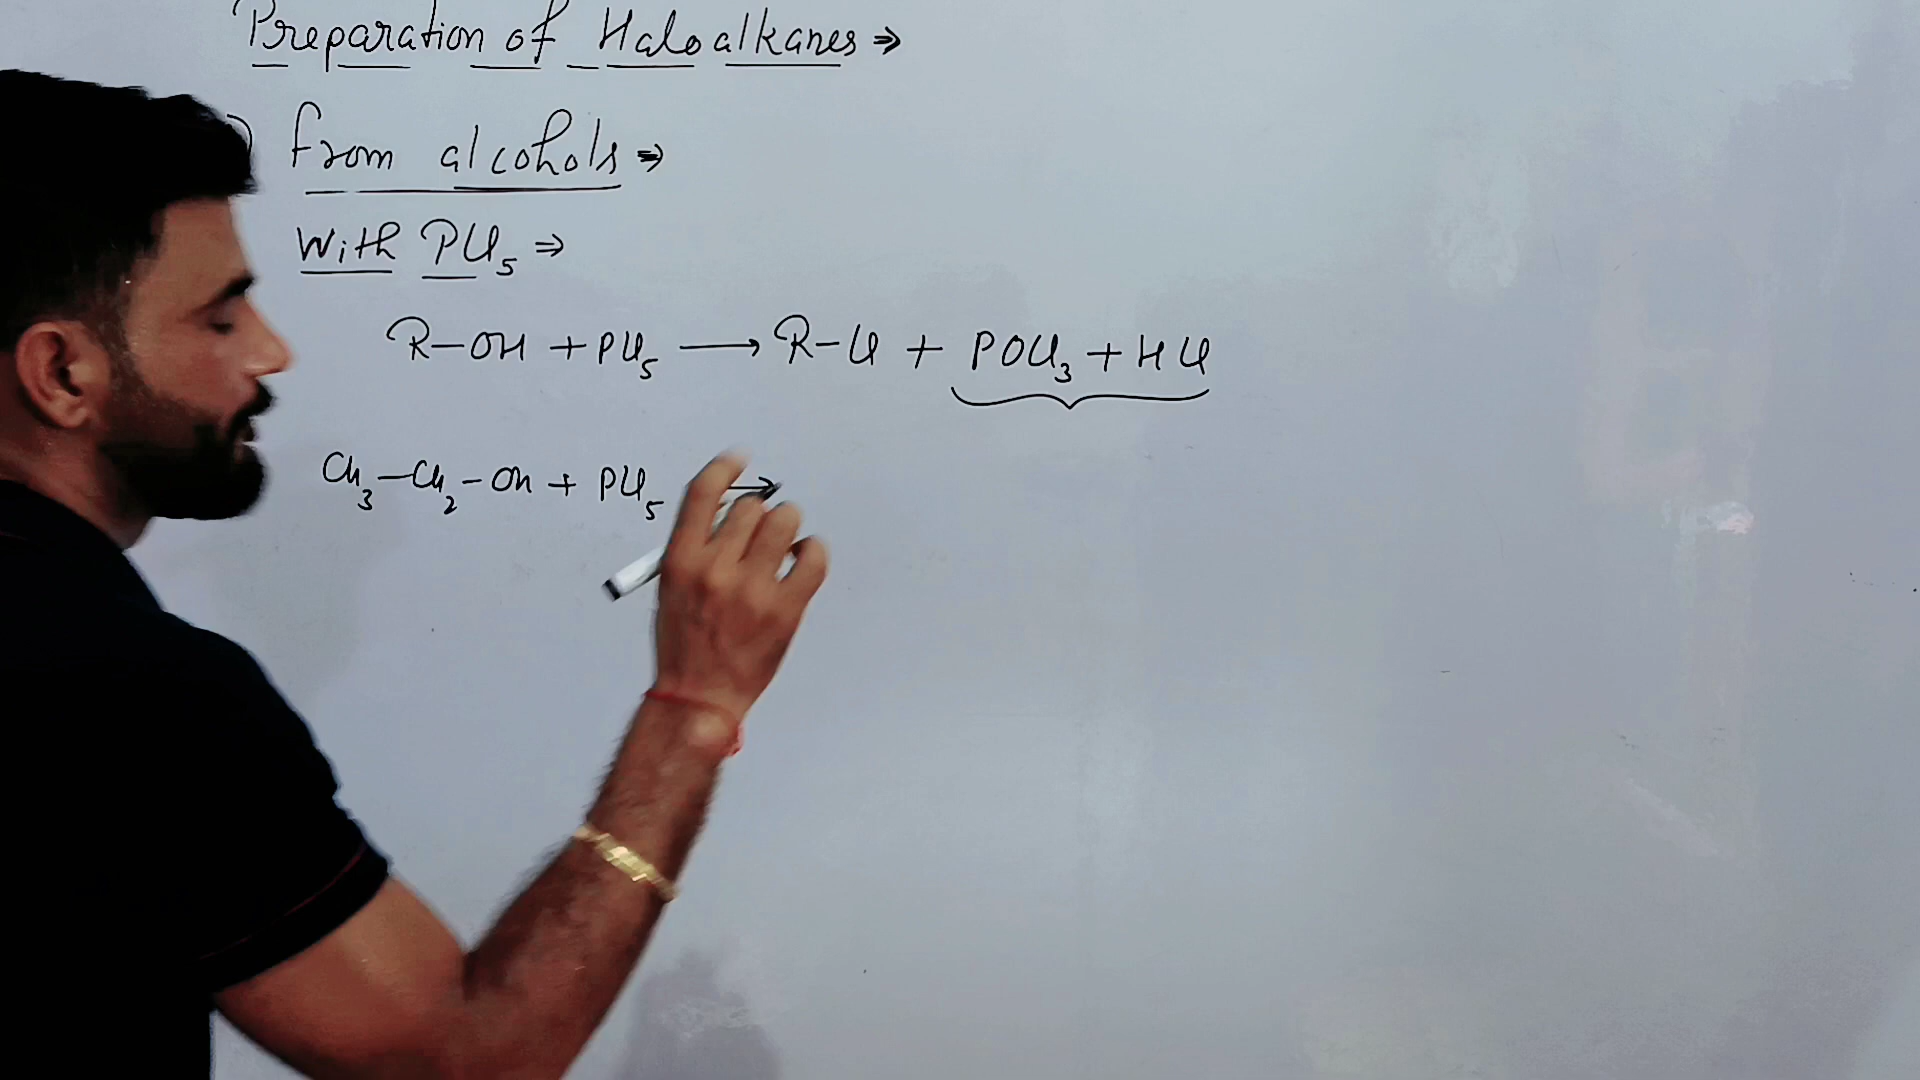 Preparation of Haloalkanes ⇒
) from alcohols ⇒
With PCl₅ ⇒
R-OH + PCl₅ ⟶ R-Cl + POCl₃ + HCl
CH₃-CH₂-OH + PCl₅ →